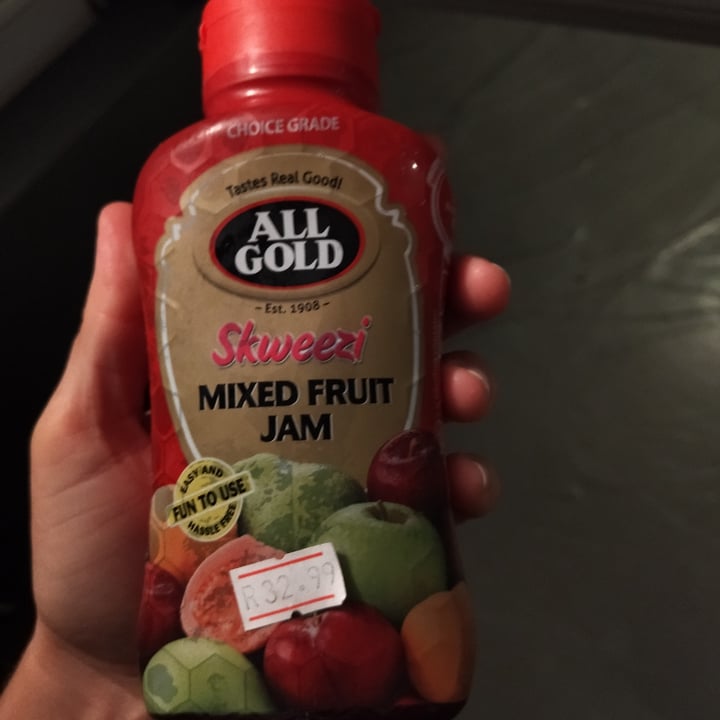 CHOICE GRADE
Tastes Real Good!
ALL
GOLD
- Est. 1908 -
Skweezi
MIXED FRUIT
JAM
EASY AND
FUN TO USE
HASSLE FREE
R32.99